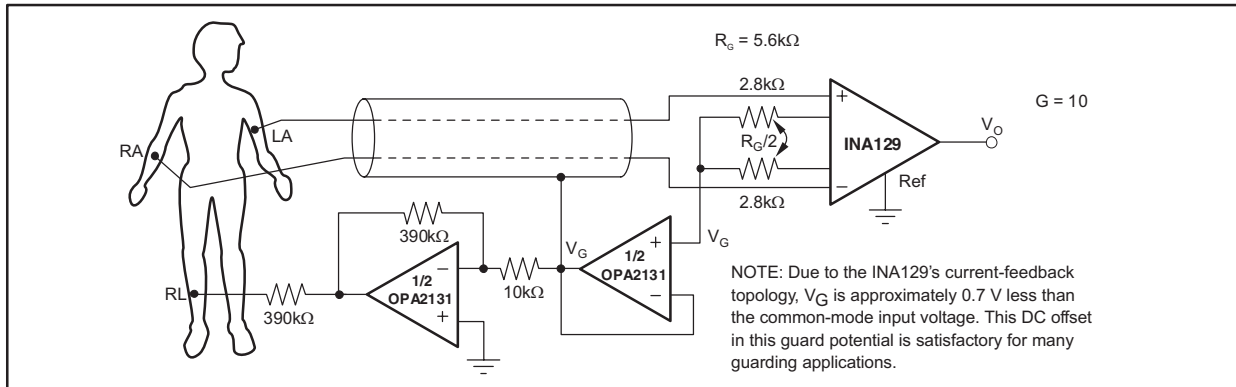 R_G = 5.6kΩ
2.8kΩ
G = 10
+
LA
RA
V_O
R_G/2
INA129
Ref
−
2.8kΩ
390kΩ
V_G
+
V_G
1/2
OPA2131
−
1/2
OPA2131
−
10kΩ
+
RL
390kΩ
NOTE: Due to the INA129's current-feedback
topology, V_G is approximately 0.7 V less than
the common-mode input voltage. This DC offset
in this guard potential is satisfactory for many
guarding applications.